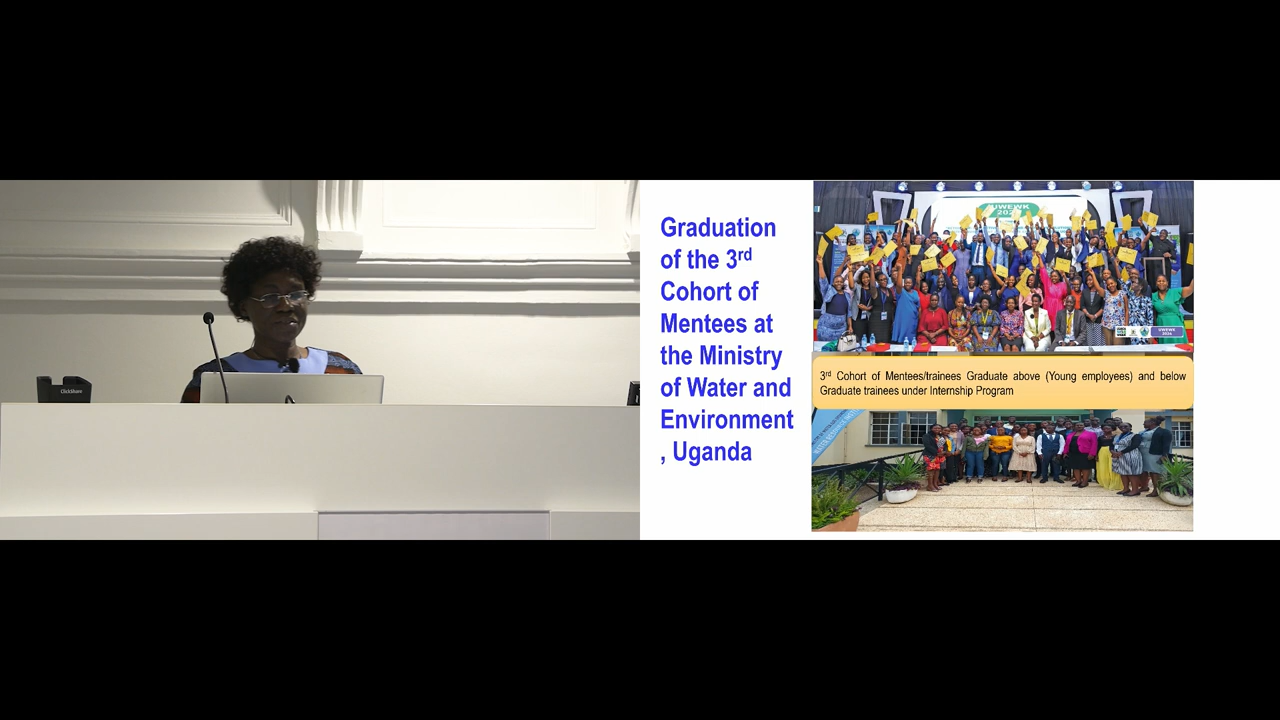 ClickShare
Graduation
of the 3rd
Cohort of
Mentees at
the Ministry
of Water and
Environment
, Uganda
UWEWK
3rd Cohort of Mentees/trainees Graduate above (Young employees) and below
Graduate trainees under Internship Program